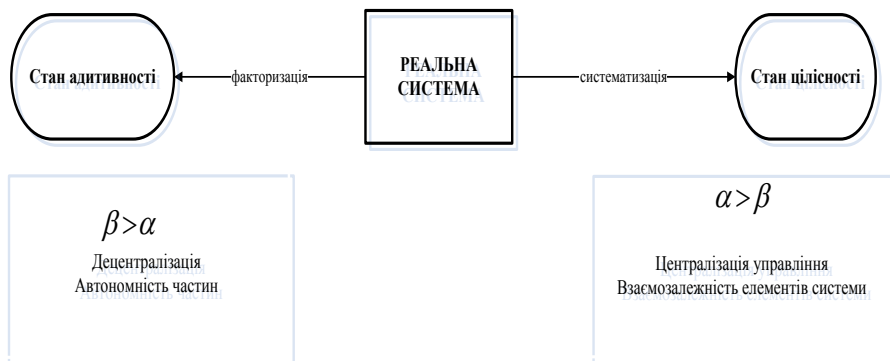 Стан адитивності
факторизація
РЕАЛЬНА
СИСТЕМА
систематизація
Стан цілісності
β>α
Децентралізація
Автономність частин
α>β
Централізація управління
Взаємозалежність елементів системи